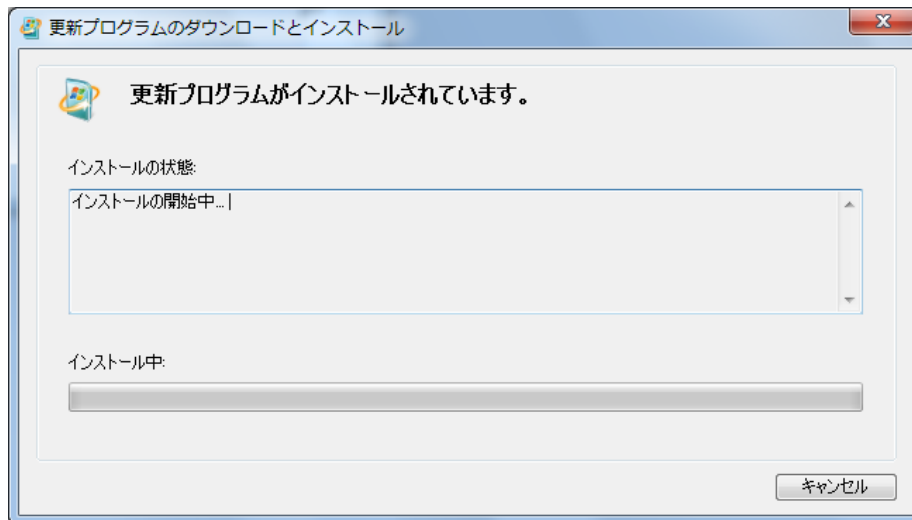 更新プログラムのダウンロードとインストール
更新プログラムがインストールされています。
インストールの状態:
インストールの開始中...
インストール中:
キャンセル